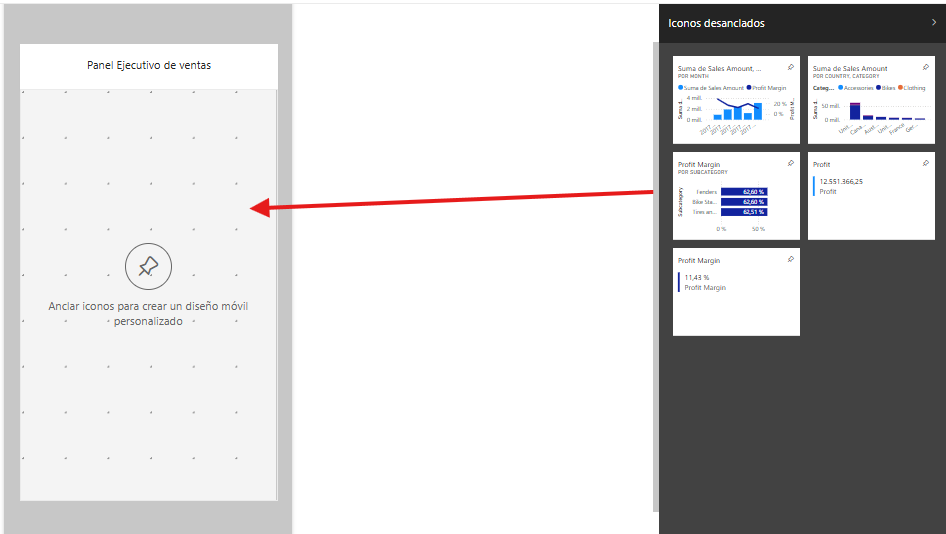 Panel Ejecutivo de ventas
Anclar iconos para crear un diseño móvil
personalizado
Iconos desanclados
Suma de Sales Amount, ...
POR MONTH
Suma de Sales Amount Profit Margin
Suma d.
4 mill.
2 mill.
0 mill.
20 %
0 %
Profit M...
2017 2017... 2017... 2017... 2017...
Suma de Sales Amount
POR COUNTRY, CATEGORY
Categ... Accessories Bikes Clothing
Suma d.
50 mill.
0 mill.
Unit... Cana... Aust... Unit... France Ger...
Profit Margin
POR SUBCATEGORY
Subcategory
Fenders 62,60 %
Bike Sta... 62,60 %
Tires an... 62,51 %
0 % 50 %
Profit
12.551.366,25
Profit
Profit Margin
11,43 %
Profit Margin